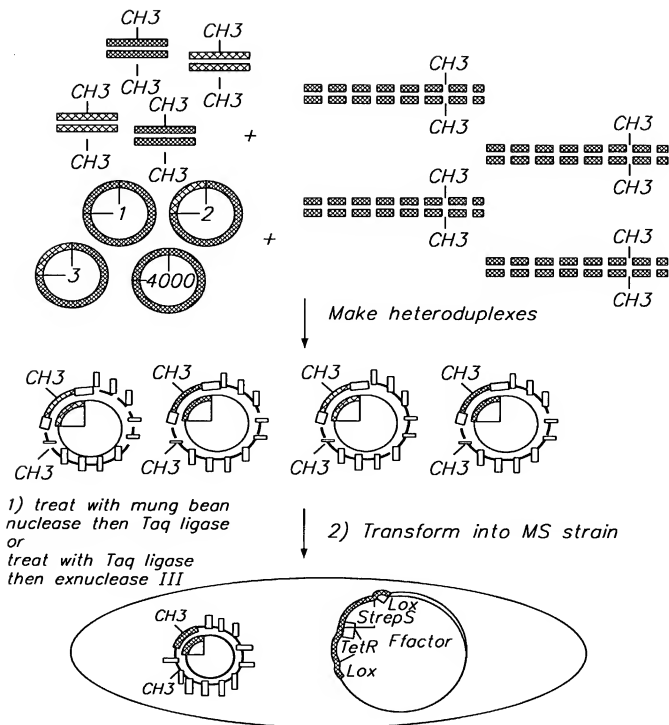 CH3
CH3
CH3
CH3
CH3
CH3
CH3
CH3
+
CH3
CH3
CH3
CH3
CH3
CH3
CH3
CH3
1
2
3
4000
+
Make heteroduplexes
CH3
CH3
CH3
CH3
CH3
CH3
CH3
CH3
1) treat with mung bean
nuclease then Taq ligase
or
treat with Taq ligase
then exnuclease III
2) Transform into MS strain
CH3
CH3
Lox
StrepS
TetR
Ffactor
Lox